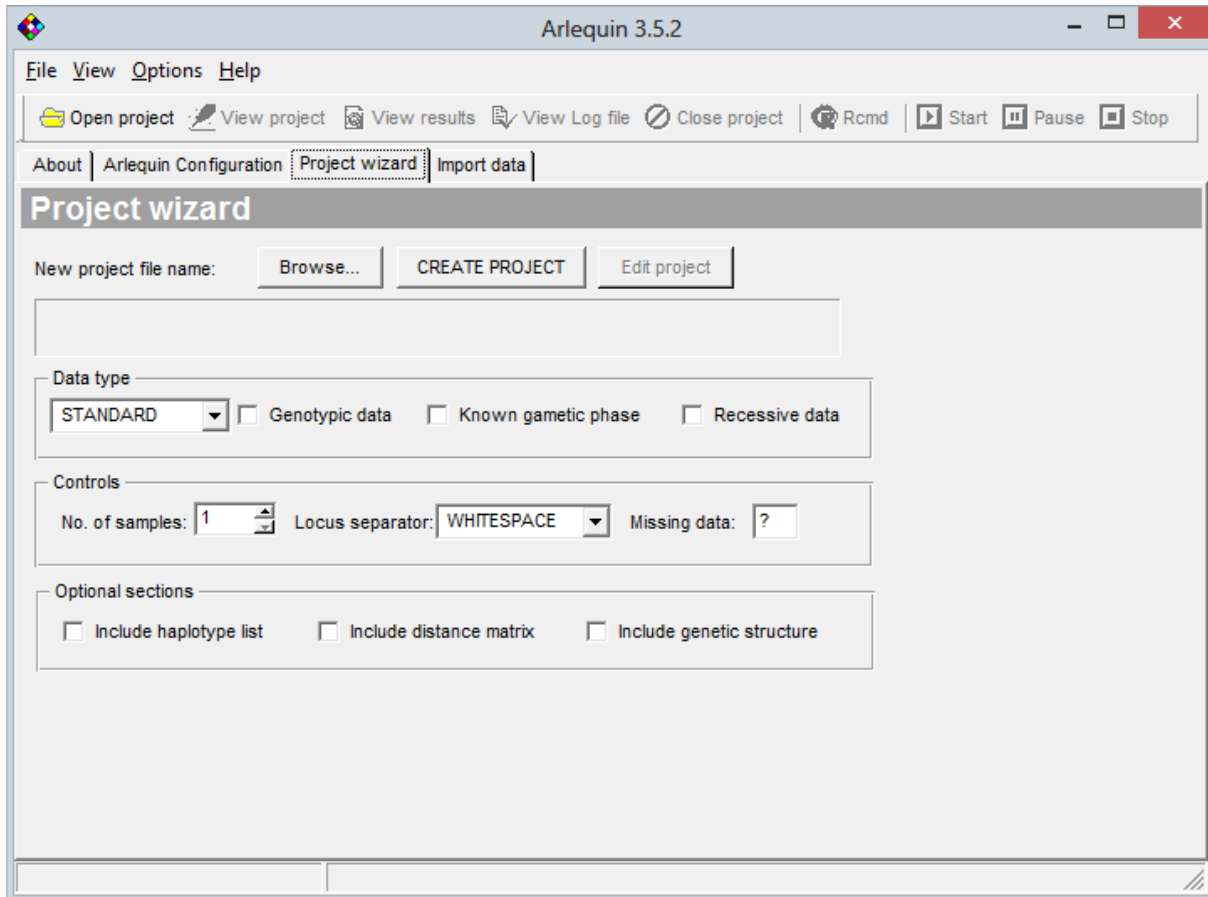 Arlequin 3.5.2
File View Options Help
Open project View project View results View Log file Close project Rcmd Start Pause Stop
About Arlequin Configuration Project wizard Import data
Project wizard
New project file name: Browse... CREATE PROJECT Edit project
Data type
STANDARD Genotypic data Known gametic phase Recessive data
Controls
No. of samples: 1 Locus separator: WHITESPACE Missing data: ?
Optional sections
Include haplotype list Include distance matrix Include genetic structure